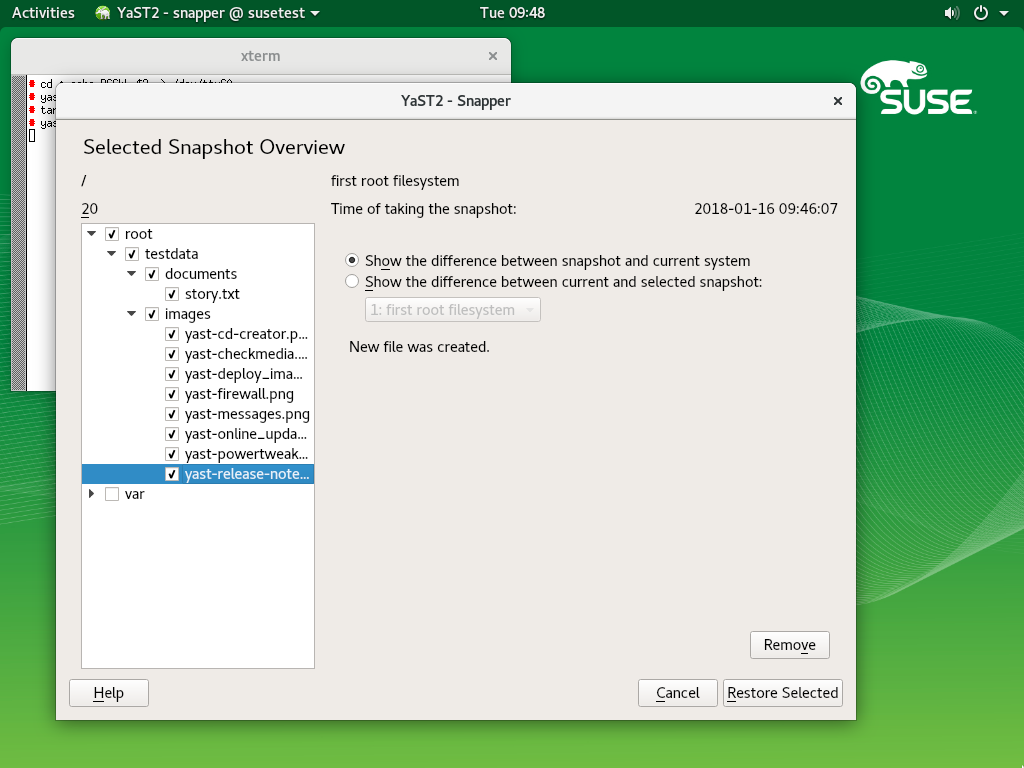 Activities YaST2 - snapper @ susetest Tue 09:48
xterm
cd
yas
tar
yas
YaST2 - Snapper
SUSE
Selected Snapshot Overview
/ first root filesystem
20 Time of taking the snapshot: 2018-01-16 09:46:07
root
testdata
documents
story.txt
images
yast-cd-creator.p...
yast-checkmedia....
yast-deploy_ima...
yast-firewall.png
yast-messages.png
yast-online_upda...
yast-powertweak...
yast-release-note...
var
Show the difference between snapshot and current system
Show the difference between current and selected snapshot:
1: first root filesystem
New file was created.
Remove
Help Cancel Restore Selected